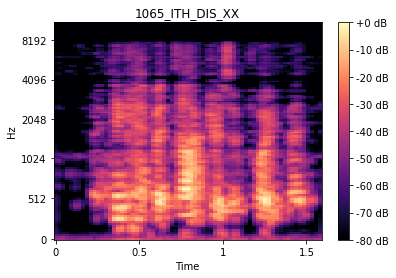 1065_ITH_DIS_XX
8192
4096
2048
1024
512
0
Hz
0
0.5
1
1.5
Time
+0 dB
-10 dB
-20 dB
-30 dB
-40 dB
-50 dB
-60 dB
-70 dB
-80 dB